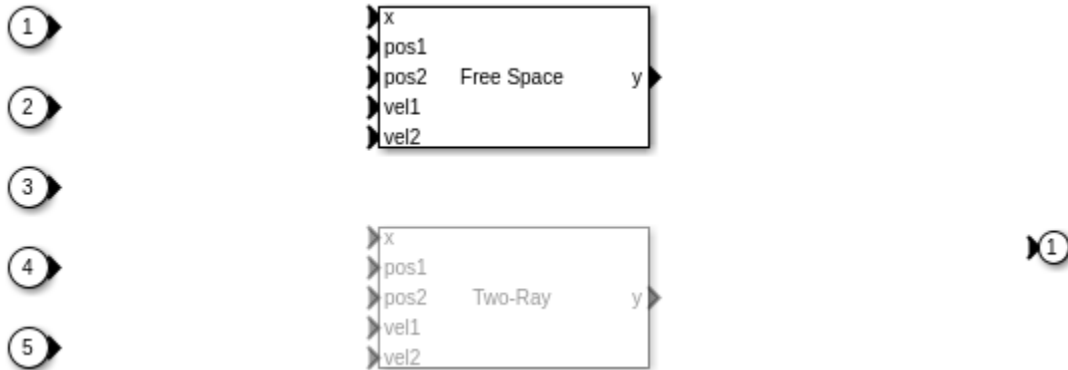 1
2
3
4
5
x
pos1
pos2 Free Space y
vel1
vel2
x
pos1
pos2 Two-Ray y
vel1
vel2
1